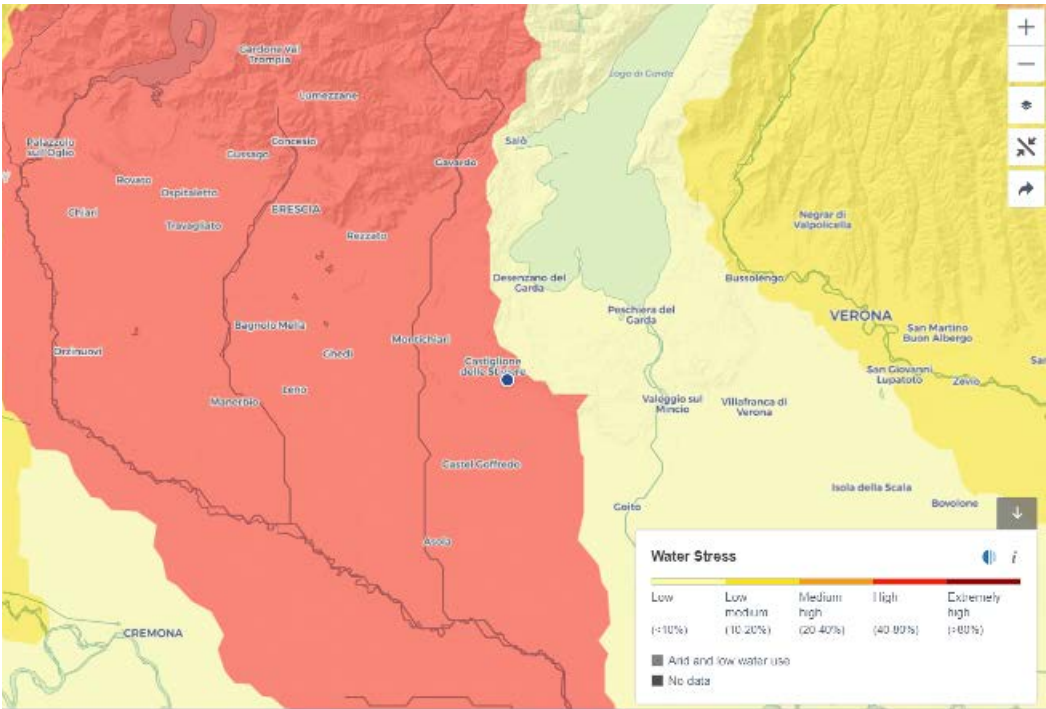 Gardone Val
Trompia
Lago di Garda
Lumezzane
Palazzolo
sull'Oglio
Concesio
Salò
Gussago
Gavardo
Rovato
Ospitaletto
Chiari
BRESCIA
Travagliato
Rezzato
Negrar di
Valpolicella
Desenzano del
Garda
Bussolengo
Peschiera del
Garda
VERONA
Bagnolo Mella
San Martino
Buon Albergo
Montichiari
Orzinuovi
Ghedi
Castiglione
delle Stiviere
San Giovanni
Lupatoto
Zevio
Leno
Manerbio
Valeggio sul
Mincio
Villafranca di
Verona
Castel Goffredo
Isola della Scala
Goito
Bovolone
Asola
CREMONA
Water Stress
i
Low
(<10%)
Low
medium
(10-20%)
Medium
high
(20-40%)
High
(40-80%)
Extremely
high
(>80%)
Arid and low water use
No data